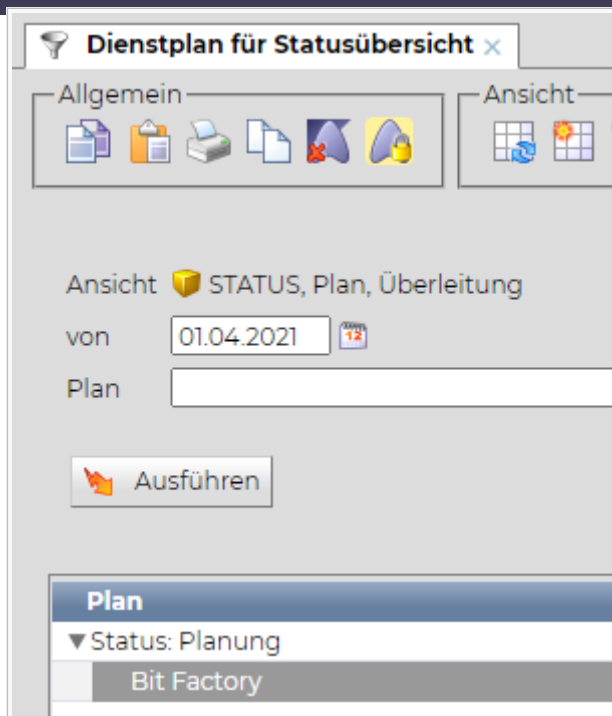 Dienstplan für Statusübersicht
Allgemein
Ansicht
Ansicht STATUS, Plan, Überleitung
von 01.04.2021 12
Plan
Ausführen
Plan
Status: Planung
Bit Factory